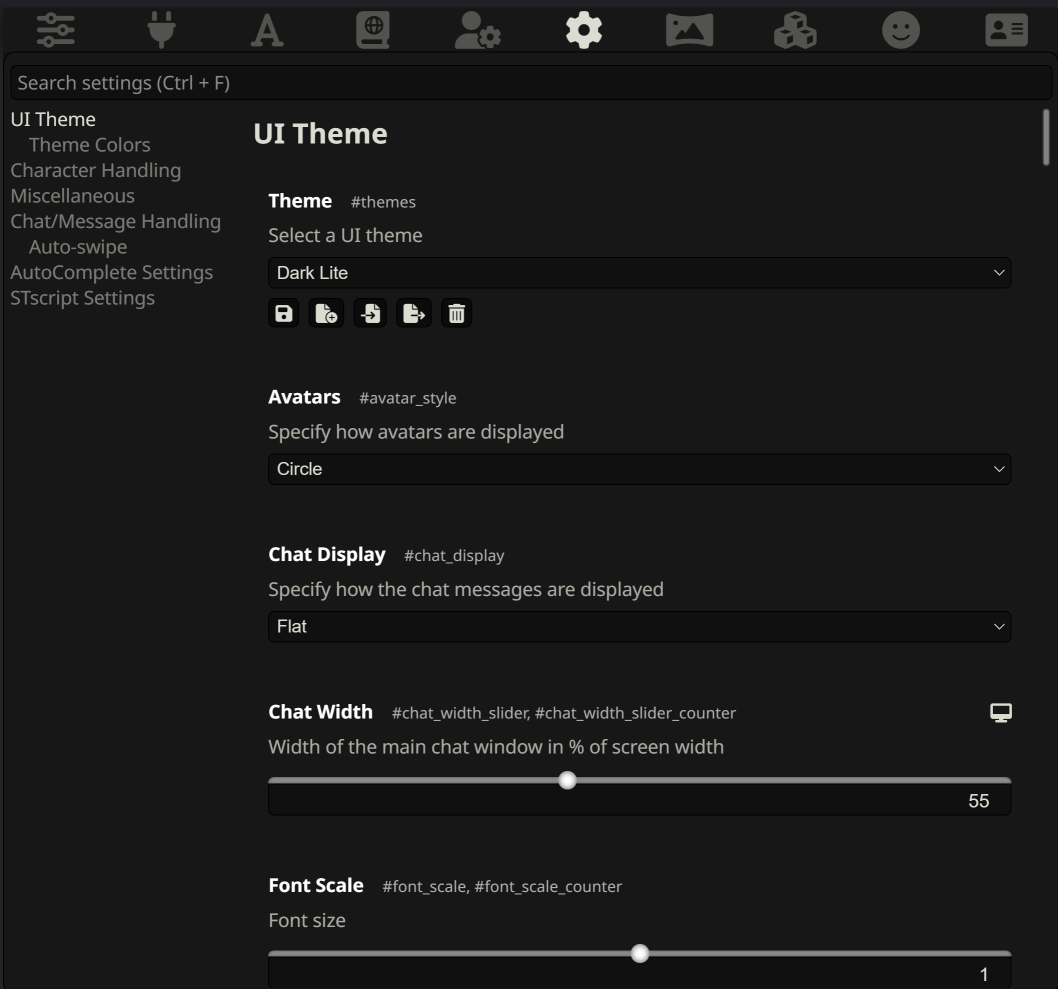 Search settings (Ctrl + F)
UI Theme
Theme Colors
Character Handling
Miscellaneous
Chat/Message Handling
Auto-swipe
AutoComplete Settings
STscript Settings
UI Theme
Theme #themes
Select a UI theme
Dark Lite
Avatars #avatar_style
Specify how avatars are displayed
Circle
Chat Display #chat_display
Specify how the chat messages are displayed
Flat
Chat Width #chat_width_slider, #chat_width_slider_counter
Width of the main chat window in % of screen width
55
Font Scale #font_scale, #font_scale_counter
Font size
1